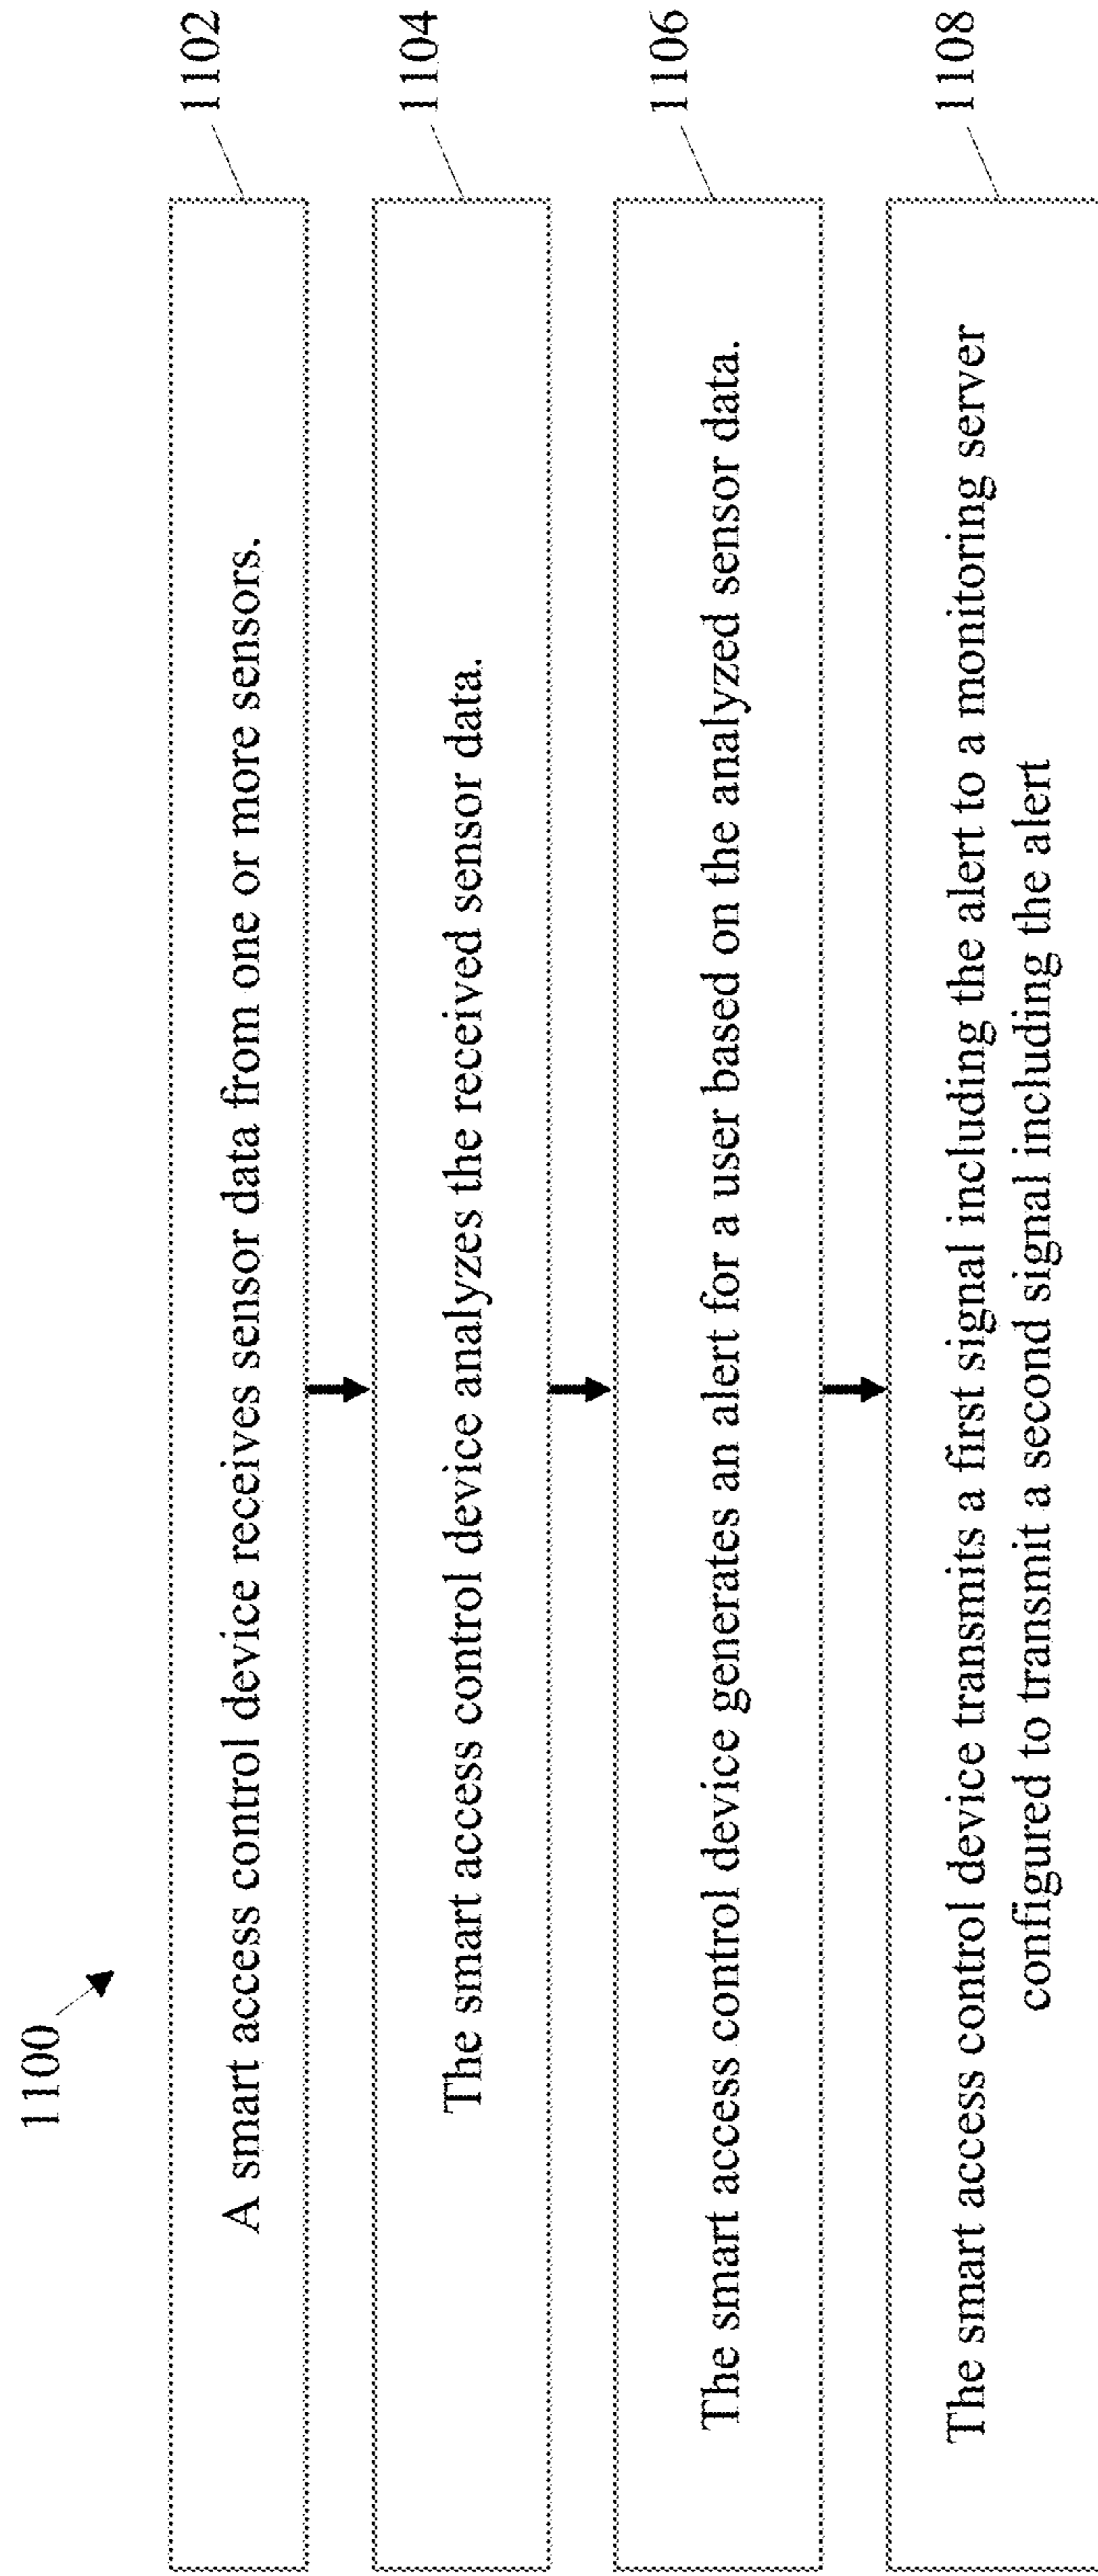 1100
A smart access control device receives sensor data from one or more sensors.
1102
The smart access control device analyzes the received sensor data.
1104
The smart access control device generates an alert for a user based on the analyzed sensor data.
1106
The smart access control device transmits a first signal including the alert to a monitoring server
configured to transmit a second signal including the alert
1108